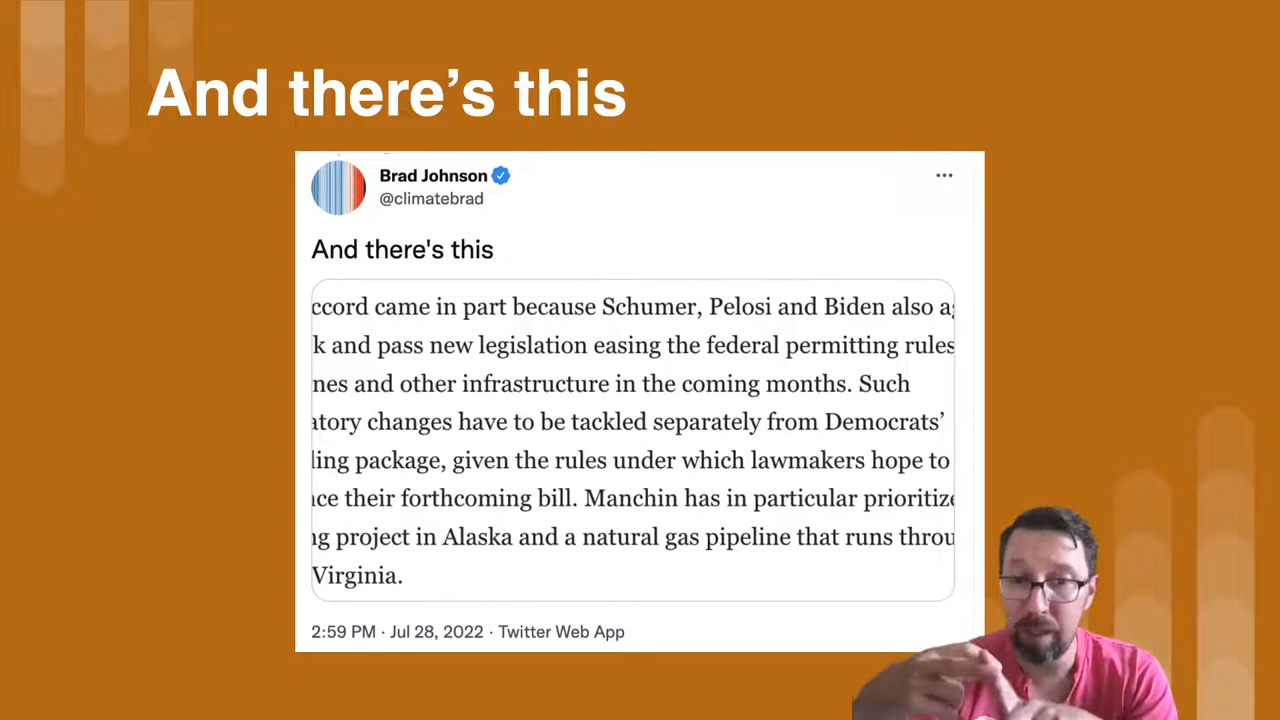 And there’s this
Brad Johnson
@climatebrad
And there's this
ccord came in part because Schumer, Pelosi and Biden also ag
k and pass new legislation easing the federal permitting rules
nes and other infrastructure in the coming months. Such
atory changes have to be tackled separately from Democrats’
ling package, given the rules under which lawmakers hope to
ce their forthcoming bill. Manchin has in particular prioritize
ng project in Alaska and a natural gas pipeline that runs throu
Virginia.
2:59 PM · Jul 28, 2022 · Twitter Web App